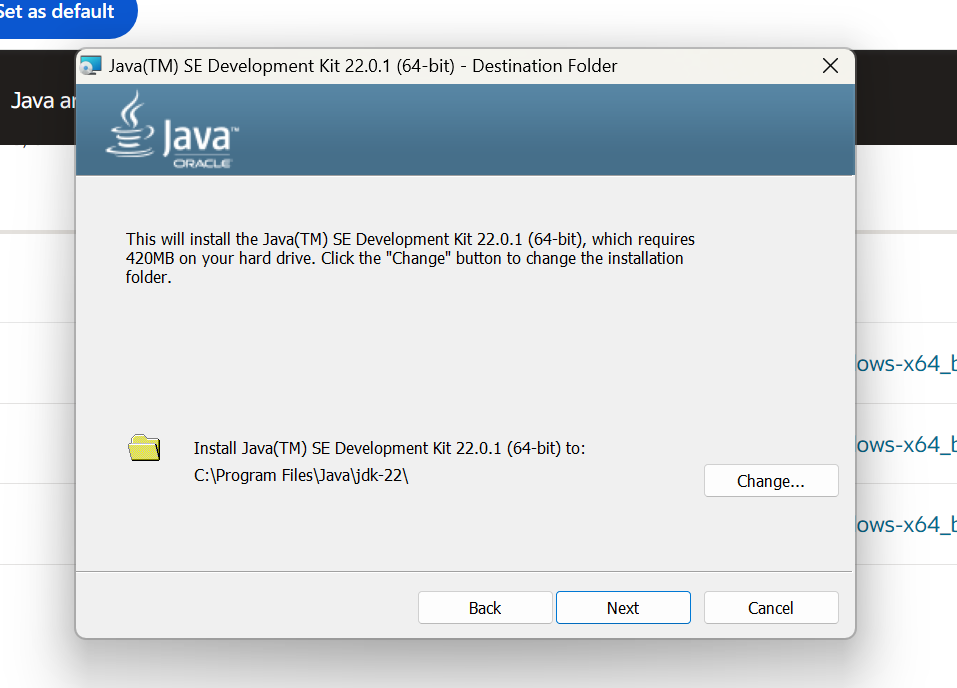 Set as default
Java(TM) SE Development Kit 22.0.1 (64-bit) - Destination Folder
Java
Java™
ORACLE
This will install the Java(TM) SE Development Kit 22.0.1 (64-bit), which requires
420MB on your hard drive. Click the "Change" button to change the installation
folder.
ows-x64_b
ows-x64_b
Install Java(TM) SE Development Kit 22.0.1 (64-bit) to:
C:\Program Files\Java\jdk-22\
Change...
ows-x64_b
Back
Next
Cancel